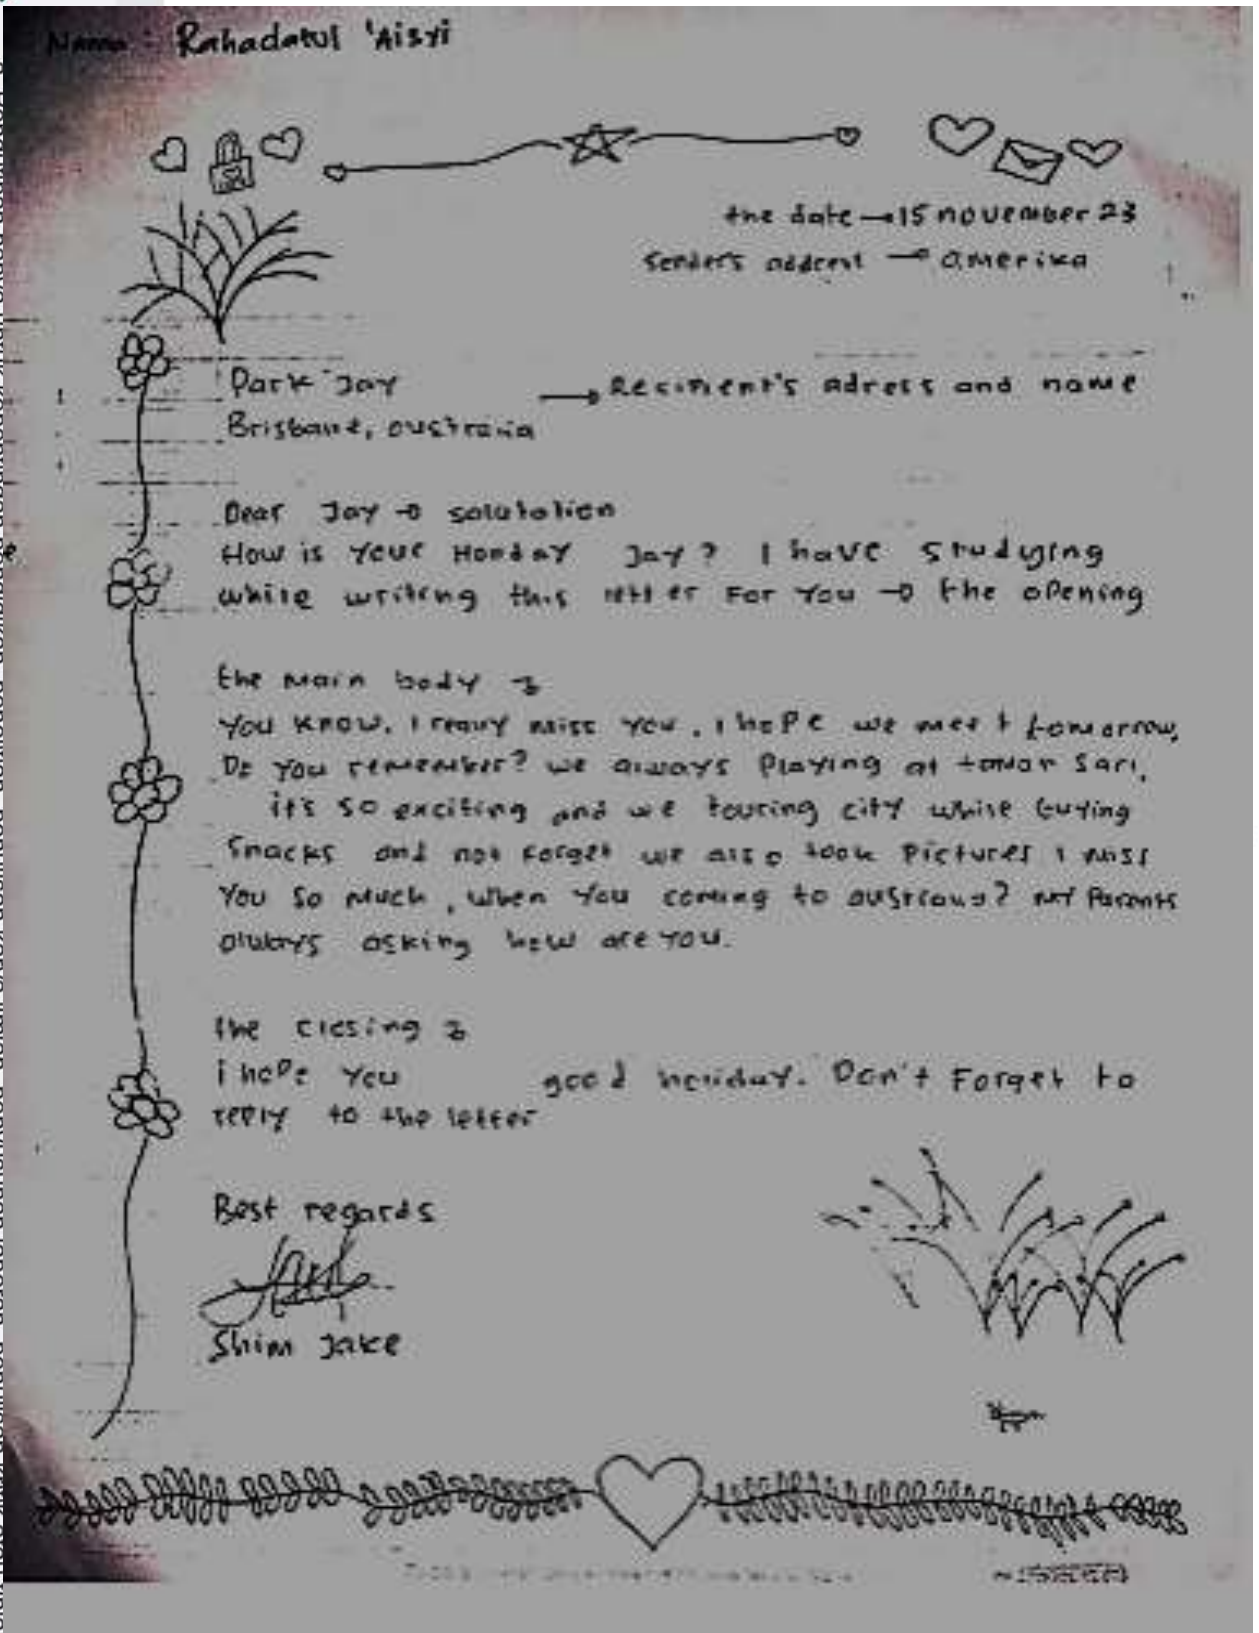 Nama : Rahadatul 'Aisyi
the date → 15 november 23
sender's addrest → amerika
Park Jay → Recipient's adress and name
Brisbane, australia
Dear Jay → salutation
How is your Honday Jay? I have studying
while writing this letter For You → the opening
the main body →
You know. I really miss you. I hope we meet tomorrow.
Do you remember? we always Playing at taman Sari,
it's so exciting and we touring city while buying
Snacks and not forget we also took Pictures i miss
You So much, when you coming to? my Parents
always asking how are you.
the closing →
i hope you good holiday. Don't Forget to
reply to the letter
Best regards
Shim Jake